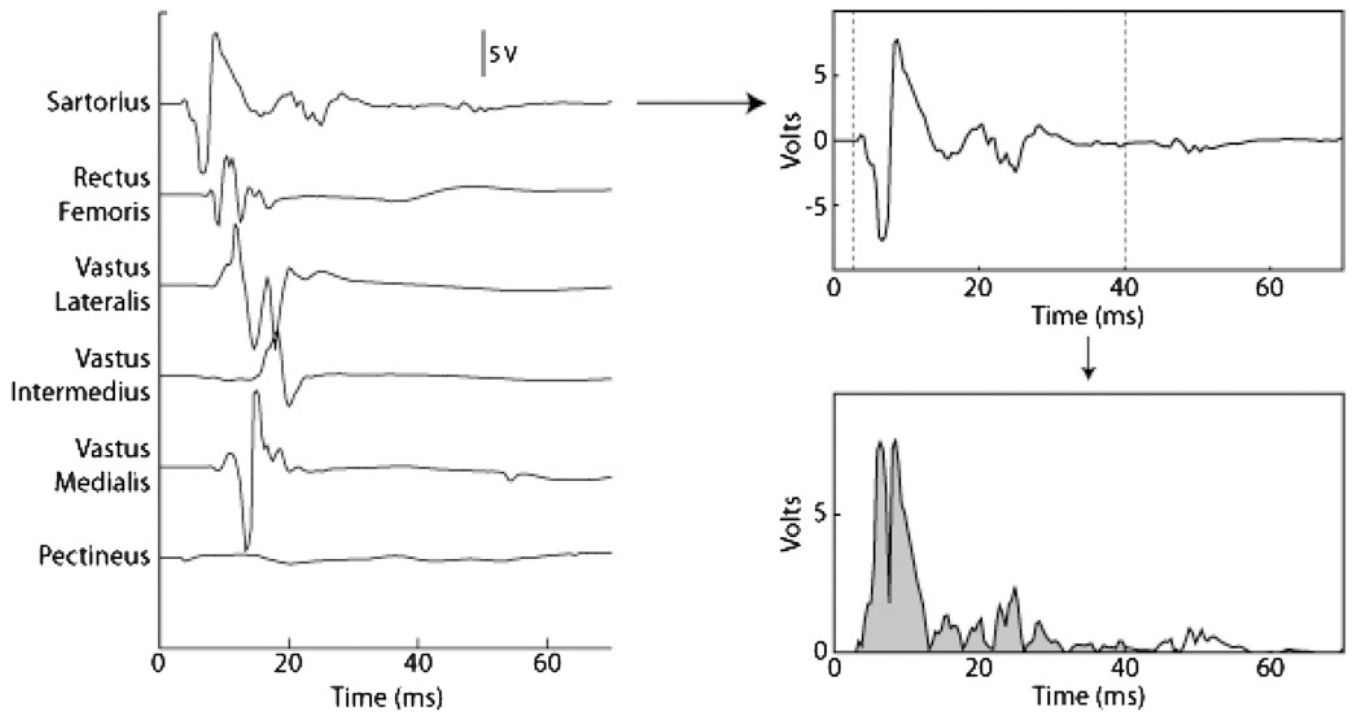 5 V
Sartorius
Rectus
Femoris
Vastus
Lateralis
Vastus
Intermedius
Vastus
Medialis
Pectineus
0 20 40 60
Time (ms)
Volts
5
0
-5
0 20 40 60
Time (ms)
Volts
5
0
0 20 40 60
Time (ms)